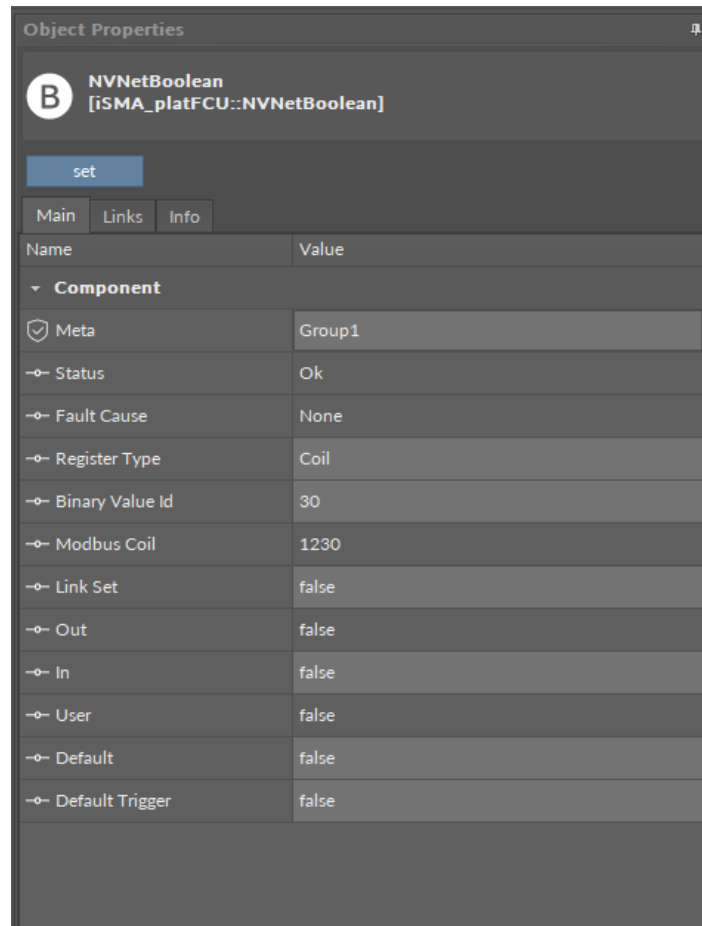 Object Properties
B
NVNetBoolean
[iSMA_platFCU::NVNetBoolean]
set
Main Links Info
Name Value
Component
Meta Group1
Status Ok
Fault Cause None
Register Type Coil
Binary Value Id 30
Modbus Coil 1230
Link Set false
Out false
In false
User false
Default false
Default Trigger false